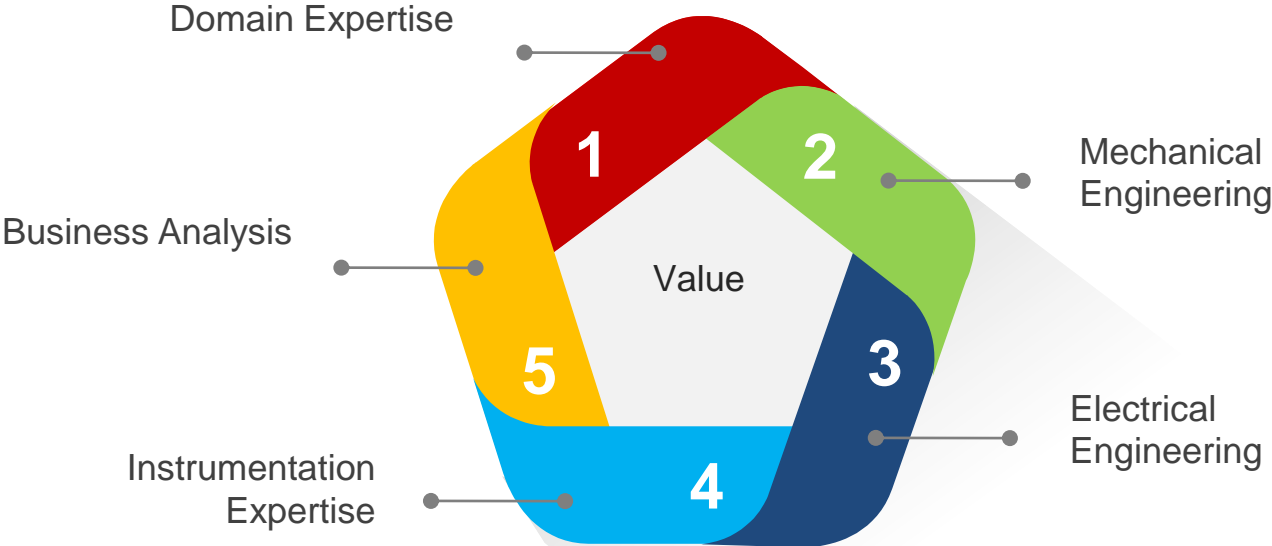 Domain Expertise
1
2
Mechanical
Engineering
Business Analysis
Value
5
3
Electrical
Engineering
Instrumentation
Expertise
4